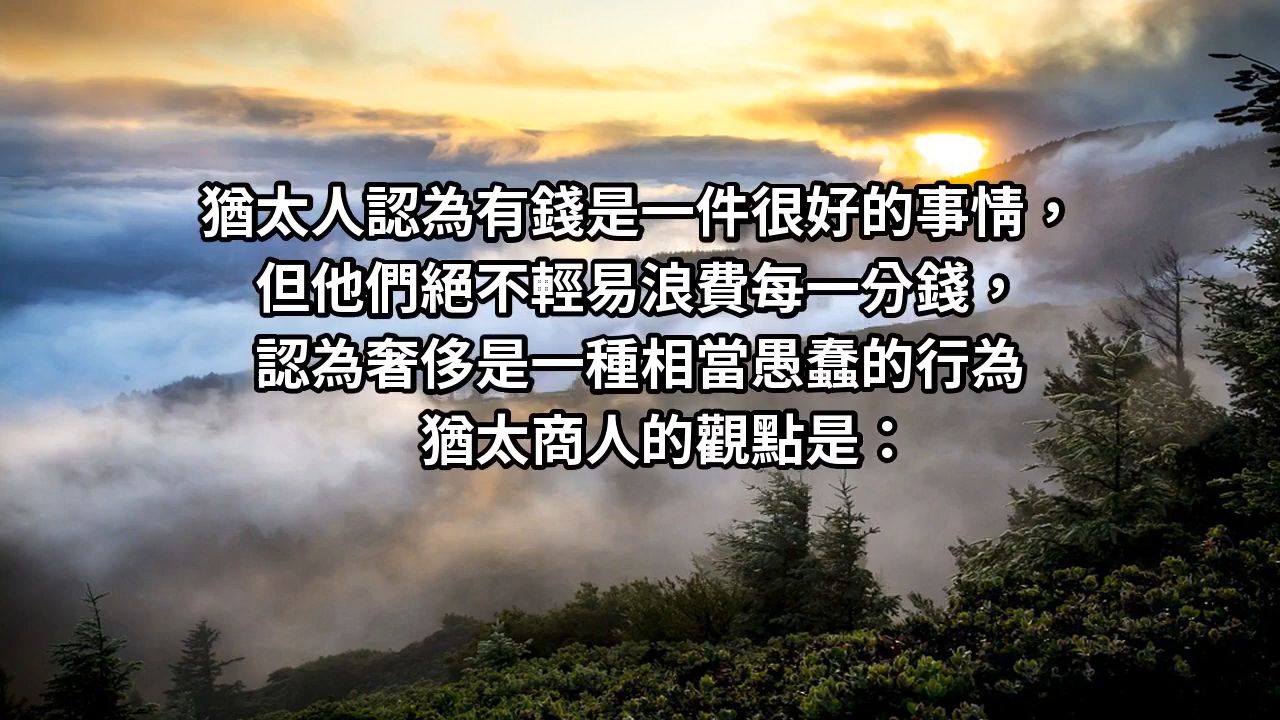 猶太人認為有錢是一件很好的事情，
但他們絕不輕易浪費每一分錢，
認為奢侈是一種相當愚蠢的行為
猶太商人的觀點是：